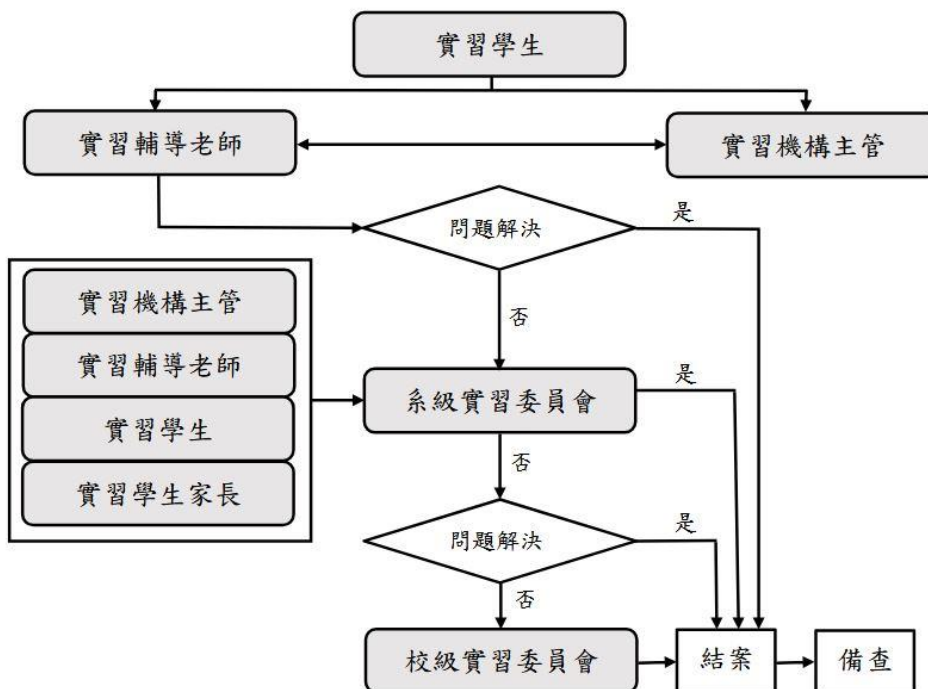 實習學生
實習輔導老師
實習機構主管
問題解決
是
否
實習機構主管
實習輔導老師
實習學生
實習學生家長
系級實習委員會
是
否
問題解決
是
否
校級實習委員會
結案
備查